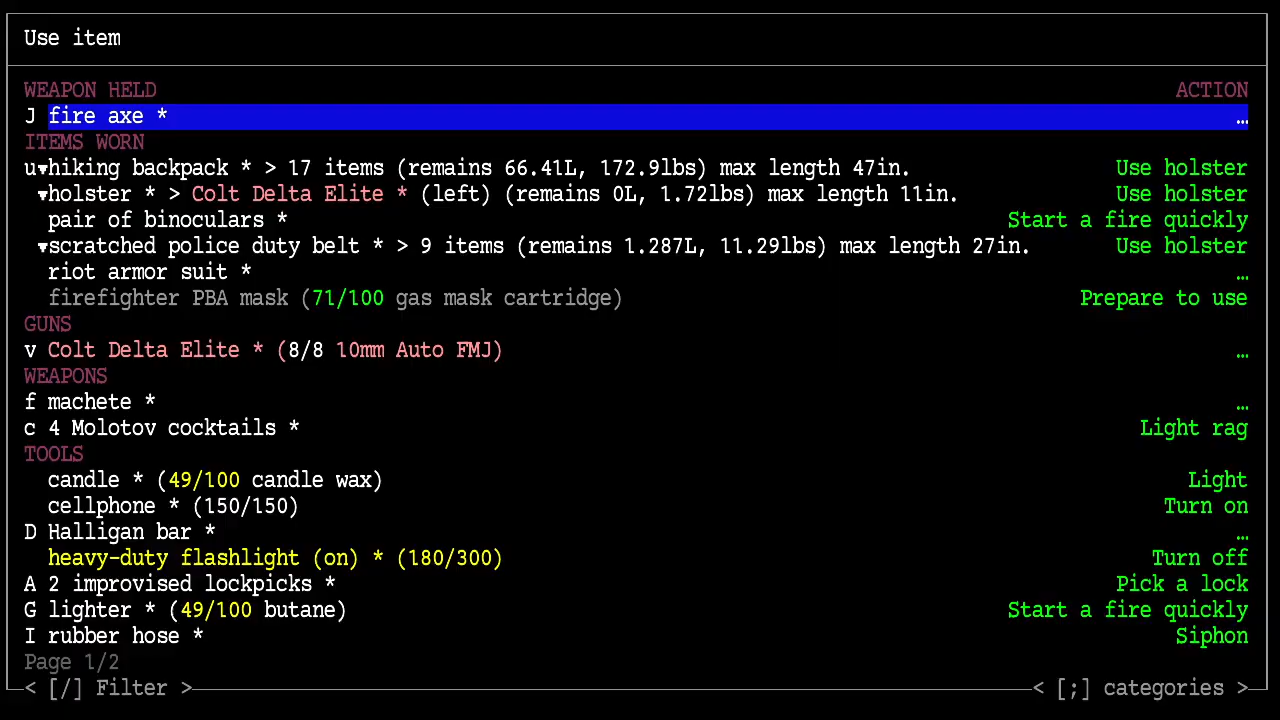 Use item
WEAPON HELD ACTION
J fire axe * …
ITEMS WORN
u▾hiking backpack * > 17 items (remains 66.41L, 172.9lbs) max length 47in. Use holster
▾holster * > Colt Delta Elite * (left) (remains 0L, 1.72lbs) max length 11in. Use holster
pair of binoculars * Start a fire quickly
▾scratched police duty belt * > 9 items (remains 1.287L, 11.29lbs) max length 27in. Use holster
riot armor suit * …
firefighter PBA mask (71/100 gas mask cartridge) Prepare to use
GUNS
v Colt Delta Elite * (8/8 10mm Auto FMJ) …
WEAPONS
f machete * …
c 4 Molotov cocktails * Light rag
TOOLS
candle * (49/100 candle wax) Light
cellphone * (150/150) Turn on
D Halligan bar * …
heavy-duty flashlight (on) * (180/300) Turn off
A 2 improvised lockpicks * Pick a lock
G lighter * (49/100 butane) Start a fire quickly
I rubber hose * Siphon
Page 1/2
< [/] Filter > < [;] categories >